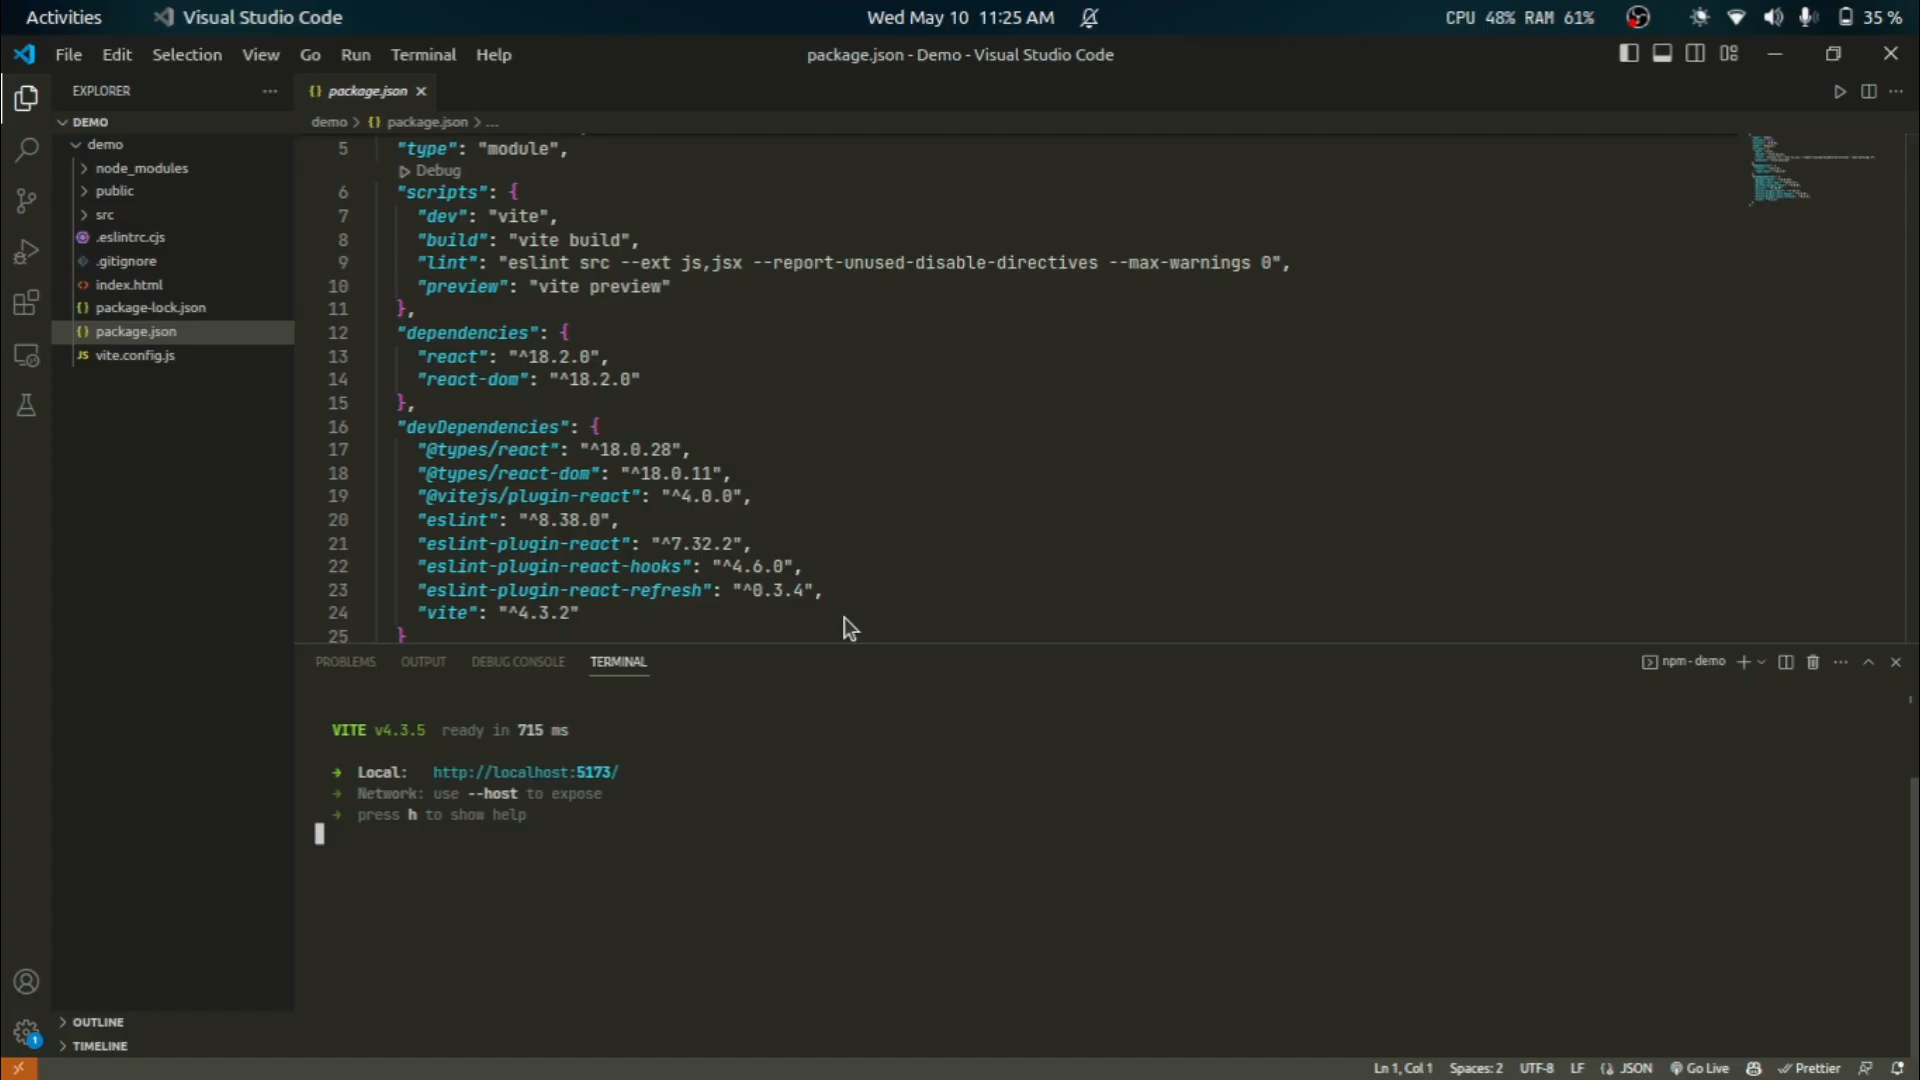 Activities Visual Studio Code Wed May 10 11:25 AM CPU 48% RAM 61% 35 %
File Edit Selection View Go Run Terminal Help package.json - Demo - Visual Studio Code
EXPLORER ···
DEMO
demo
node_modules
public
src
.eslintrc.cjs
.gitignore
index.html
{} package-lock.json
{} package.json
JS vite.config.js
OUTLINE
TIMELINE
{} package.json
demo > {} package.json > ...
5 "type": "module",
Debug
6 "scripts": {
7 "dev": "vite",
8 "build": "vite build",
9 "lint": "eslint src --ext js,jsx --report-unused-disable-directives --max-warnings 0",
10 "preview": "vite preview"
11 },
12 "dependencies": {
13 "react": "^18.2.0",
14 "react-dom": "^18.2.0"
15 },
16 "devDependencies": {
17 "@types/react": "^18.0.28",
18 "@types/react-dom": "^18.0.11",
19 "@vitejs/plugin-react": "^4.0.0",
20 "eslint": "^8.38.0",
21 "eslint-plugin-react": "^7.32.2",
22 "eslint-plugin-react-hooks": "^4.6.0",
23 "eslint-plugin-react-refresh": "^0.3.4",
24 "vite": "^4.3.2"
25 }
PROBLEMS OUTPUT DEBUG CONSOLE TERMINAL npm - demo
VITE v4.3.5 ready in 715 ms
➜ Local: http://localhost:5173/
➜ Network: use --host to expose
➜ press h to show help
1
Ln 1, Col 1 Spaces: 2 UTF-8 LF {} JSON Go Live Prettier